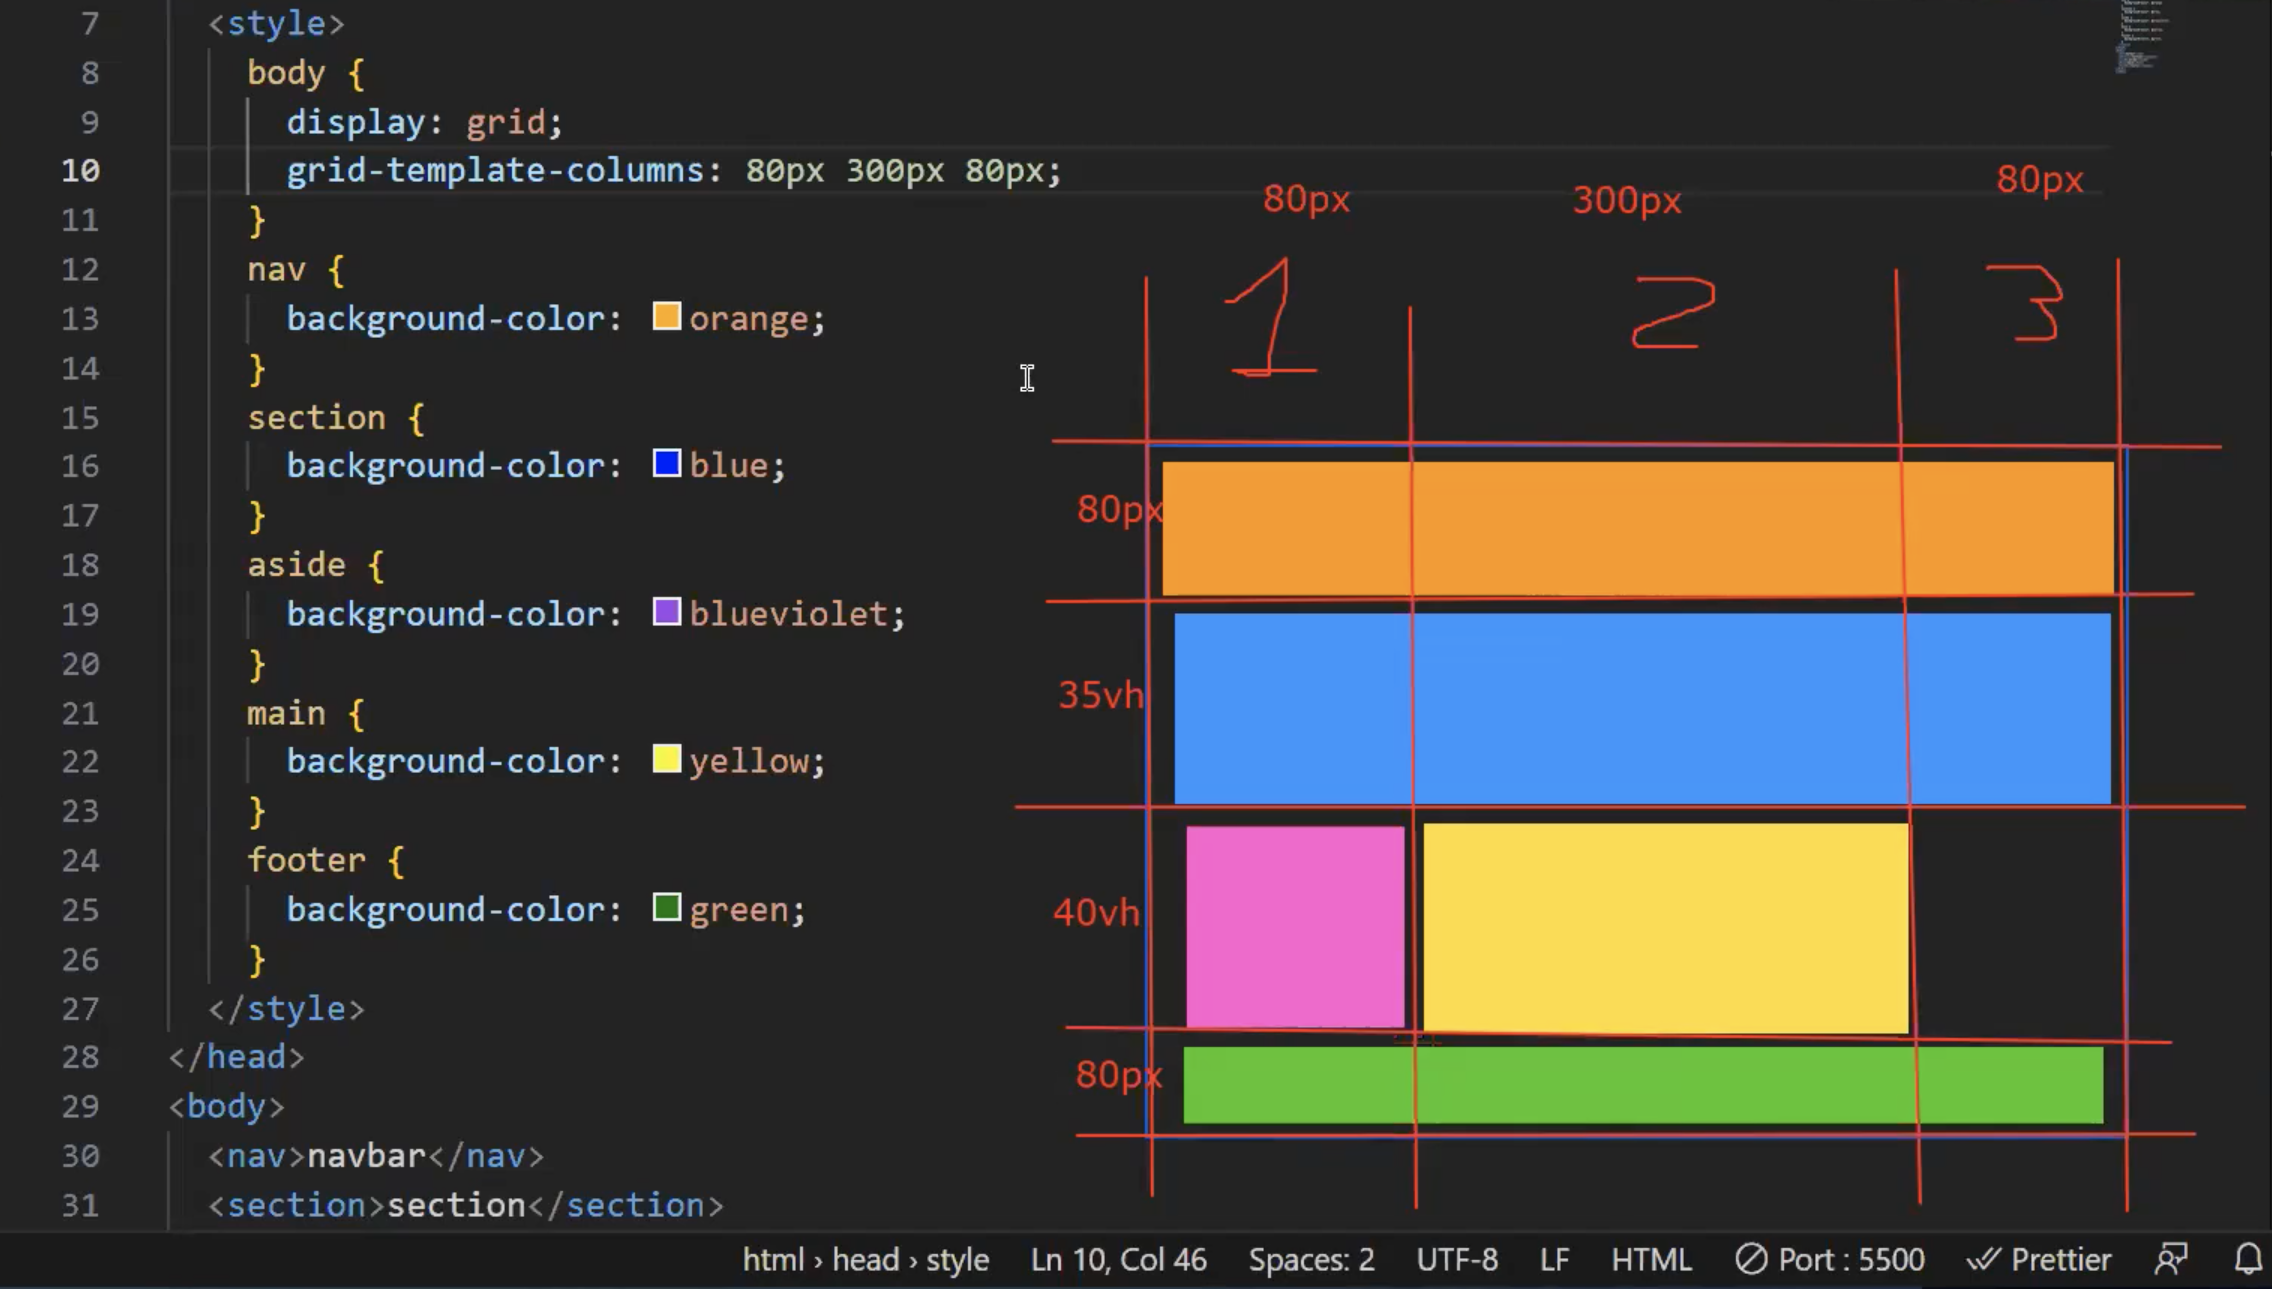 7 <style>
8 body {
9 display: grid;
10 grid-template-columns: 80px 300px 80px;
11 }
12 nav {
13 background-color: orange;
14 }
15 section {
16 background-color: blue;
17 }
18 aside {
19 background-color: blueviolet;
20 }
21 main {
22 background-color: yellow;
23 }
24 footer {
25 background-color: green;
26 }
27 </style>
28 </head>
29 <body>
30 <nav>navbar</nav>
31 <section>section</section>
80px 300px 80px
1 2 3
80px
35vh
40vh
80px
html › head › style Ln 10, Col 46 Spaces: 2 UTF-8 LF HTML Port : 5500 Prettier